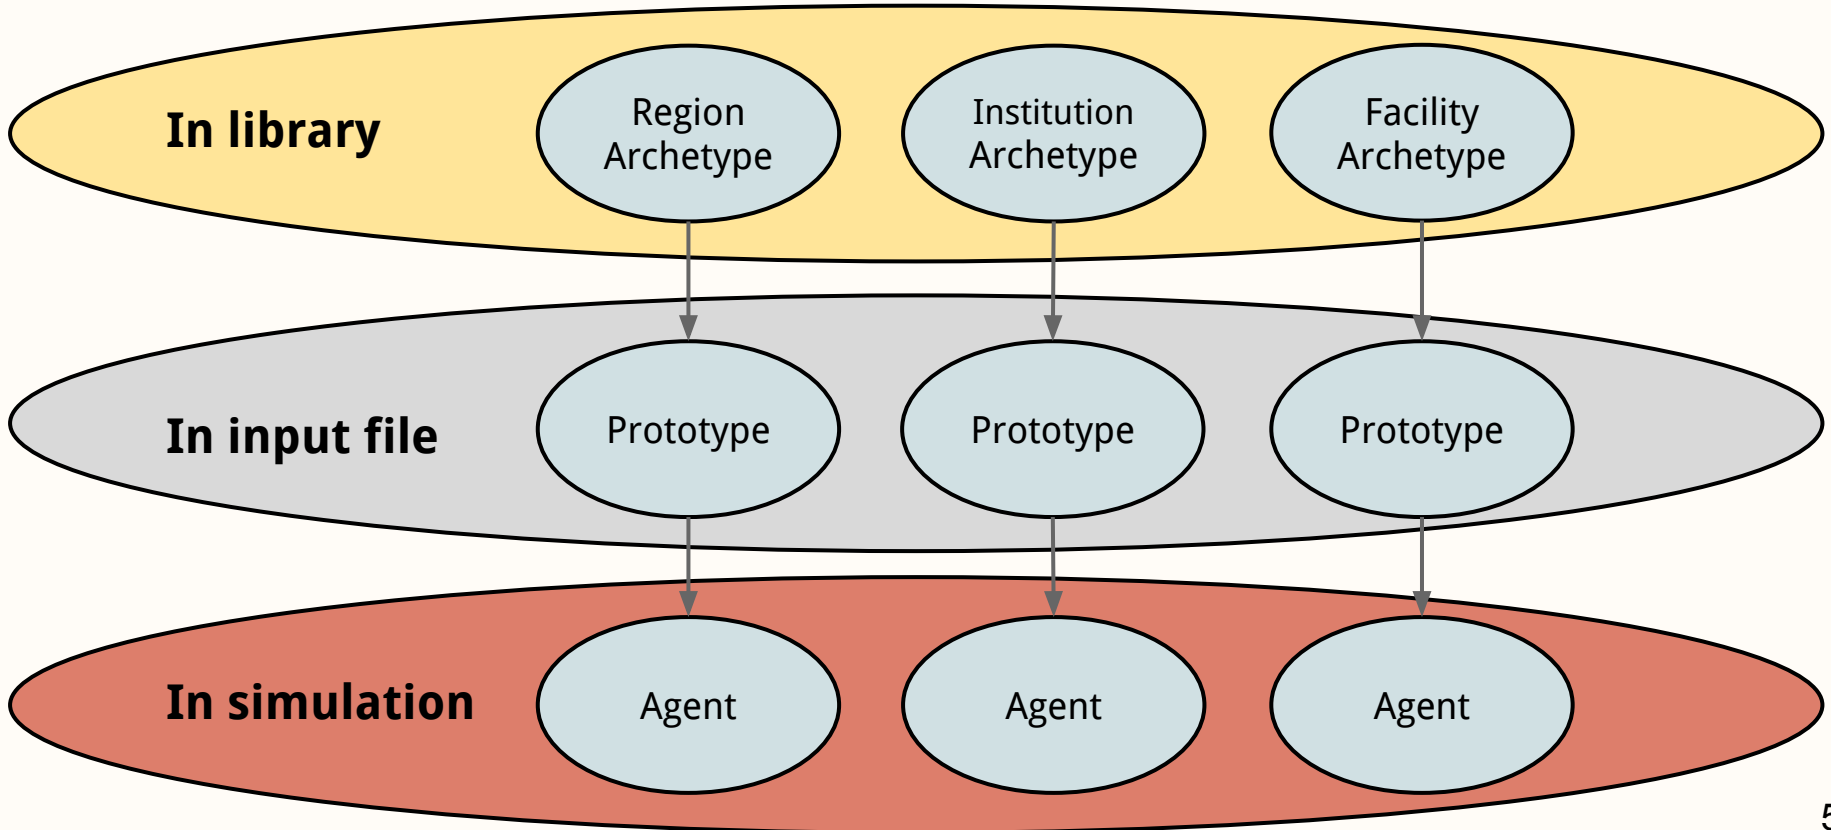 In library
Region
Archetype
Institution
Archetype
Facility
Archetype
In input file
Prototype
Prototype
Prototype
In simulation
Agent
Agent
Agent
5